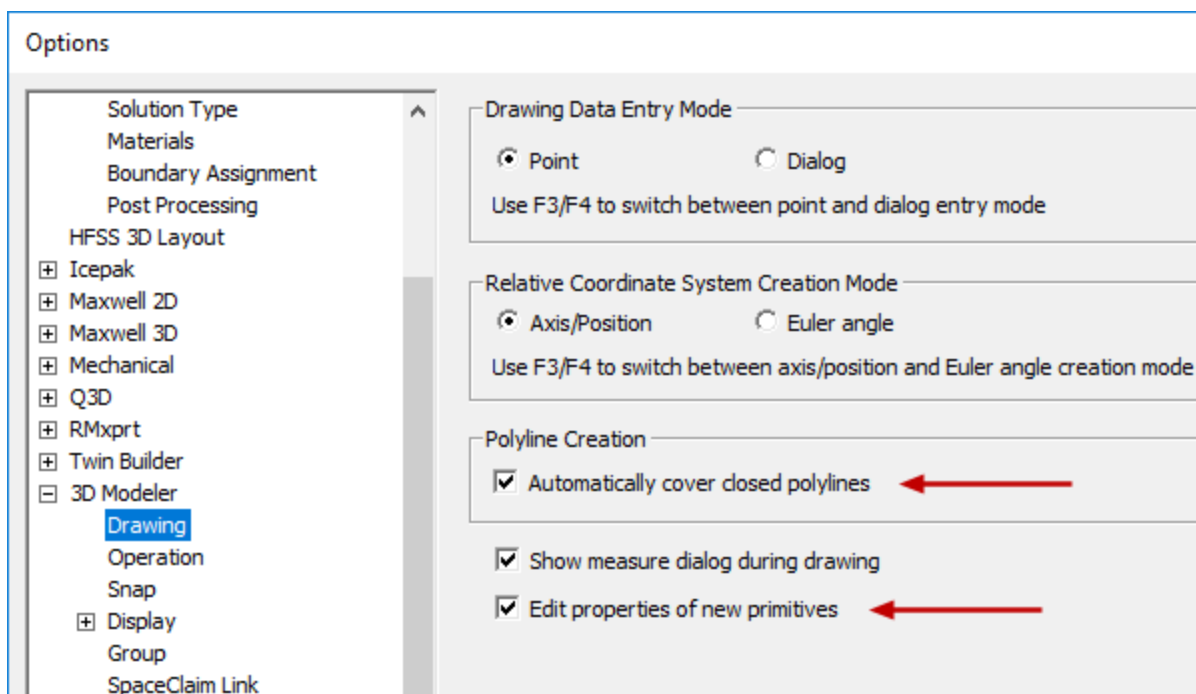 Options
Solution Type
Materials
Boundary Assignment
Post Processing
HFSS 3D Layout
Icepak
Maxwell 2D
Maxwell 3D
Mechanical
Q3D
RMxprt
Twin Builder
3D Modeler
Drawing
Operation
Snap
Display
Group
SpaceClaim Link
Drawing Data Entry Mode
Point
Dialog
Use F3/F4 to switch between point and dialog entry mode
Relative Coordinate System Creation Mode
Axis/Position
Euler angle
Use F3/F4 to switch between axis/position and Euler angle creation mode
Polyline Creation
Automatically cover closed polylines
Show measure dialog during drawing
Edit properties of new primitives